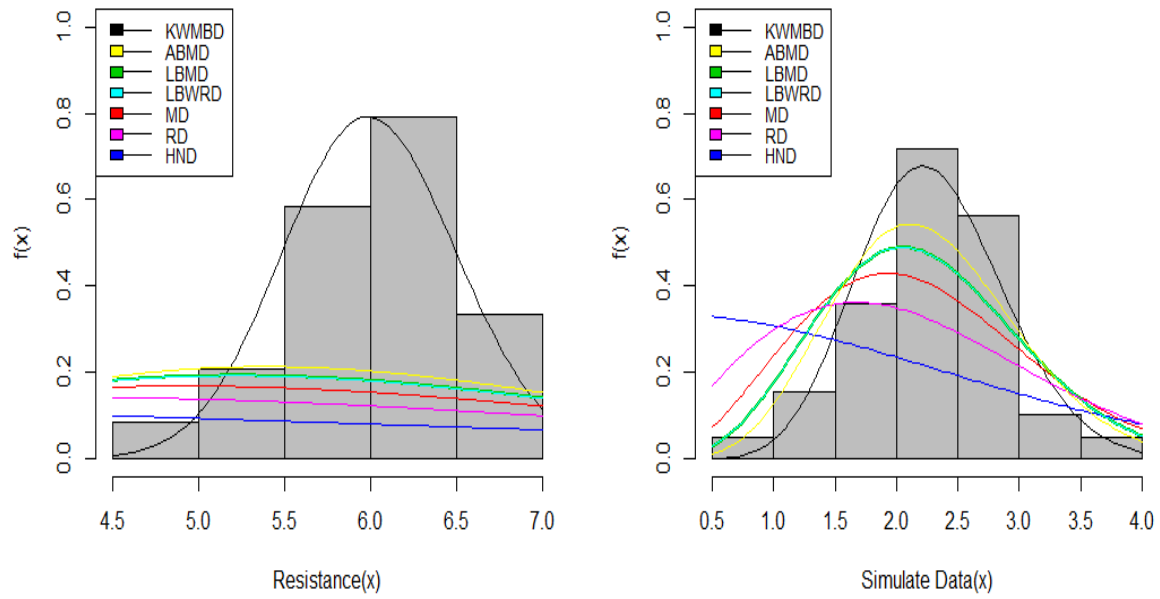 1.0
0.8
0.6
0.4
0.2
0.0
f(x)
KWMBD
ABMD
LBMD
LBWRD
MD
RD
HND
4.5 5.0 5.5 6.0 6.5 7.0
Resistance(x)
1.0
0.8
0.6
0.4
0.2
0.0
f(x)
KWMBD
ABMD
LBMD
LBWRD
MD
RD
HND
0.5 1.0 1.5 2.0 2.5 3.0 3.5 4.0
Simulate Data(x)